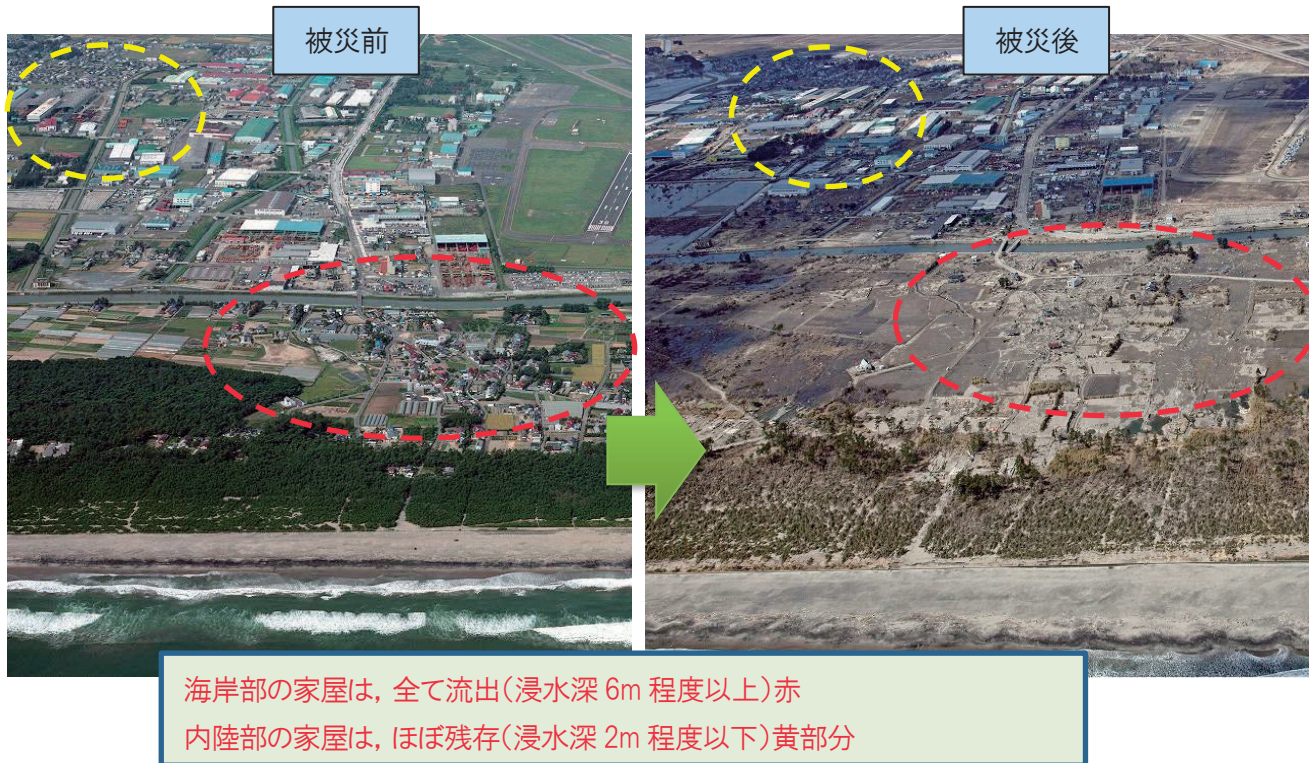 被災前
被災後
海岸部の家屋は，全て流出（浸水深 6m 程度以上）赤
内陸部の家屋は，ほぼ残存（浸水深 2m 程度以下）黄部分